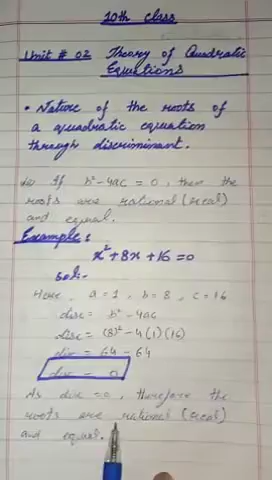 10th class
Unit # 02 Theory of Quadratic
Equations
• Nature of the roots of
a quadratic equation
through discriminant.
If b²-4ac = 0, then the
roots are rational (real)
and equal.
Example:
x²+8x+16=0
Sol:-
Here, a=1, b=8, c=16
disc = b²-4ac
disc = (8)²-4(1)(16)
disc = 64-64
disc = 0
As disc =0, therefore the
roots are rational (real)
and equal.